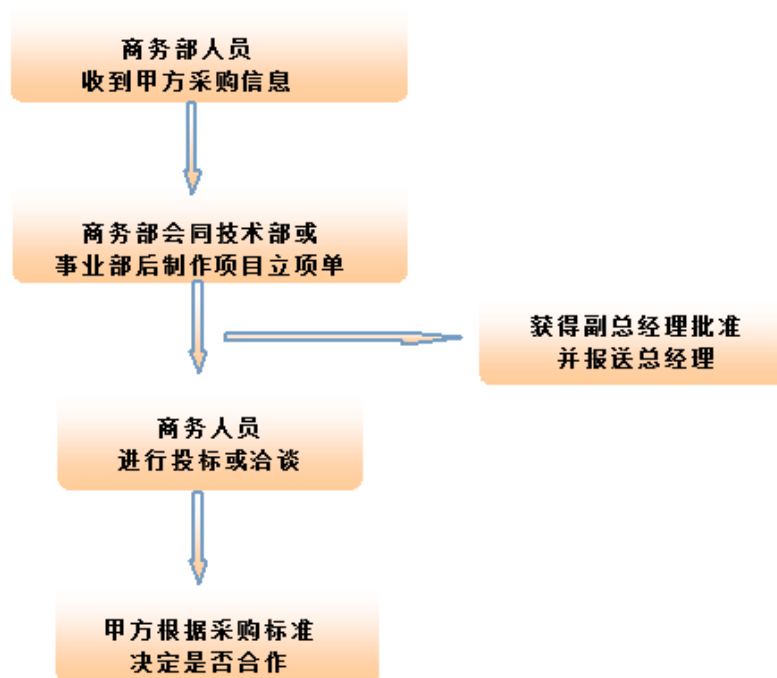 商务部人员
收到甲方采购信息
商务部会同技术部或
事业部后制作项目立项单
获得副总经理批准
并报送总经理
商务人员
进行投标或洽谈
甲方根据采购标准
决定是否合作